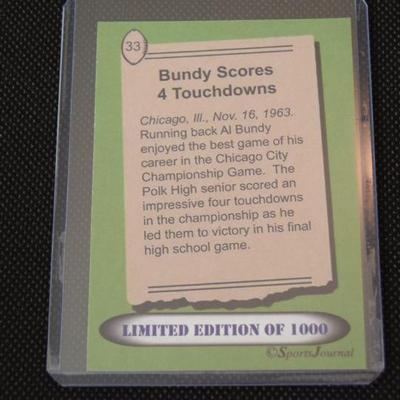 33
Bundy Scores
4 Touchdowns
Chicago, Ill., Nov. 16, 1963.
Running back Al Bundy
enjoyed the best game of his
career in the Chicago City
Championship Game. The
Polk High senior scored an
impressive four touchdowns
in the championship as he
led them to victory in his final
high school game.
LIMITED EDITION OF 1000
©SportsJournal